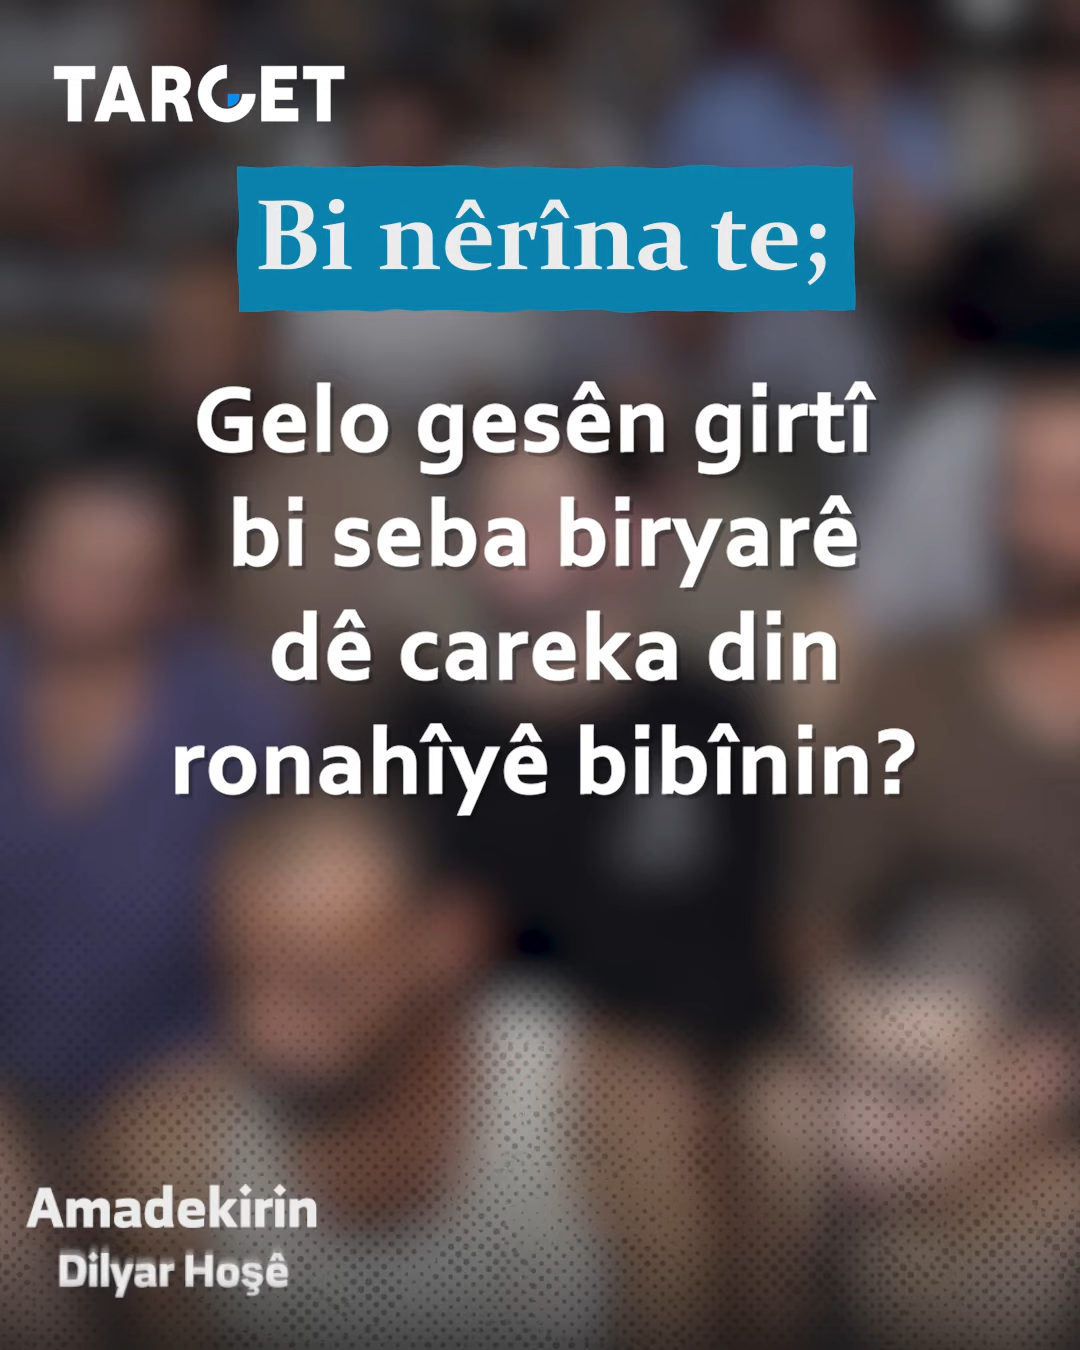 TARGET
Bi nêrîna te;
Gelo gesên girtî
bi seba biryarê
dê careka din
ronahîyê bibînin?
Amadekirin
Dilyar Hoşê